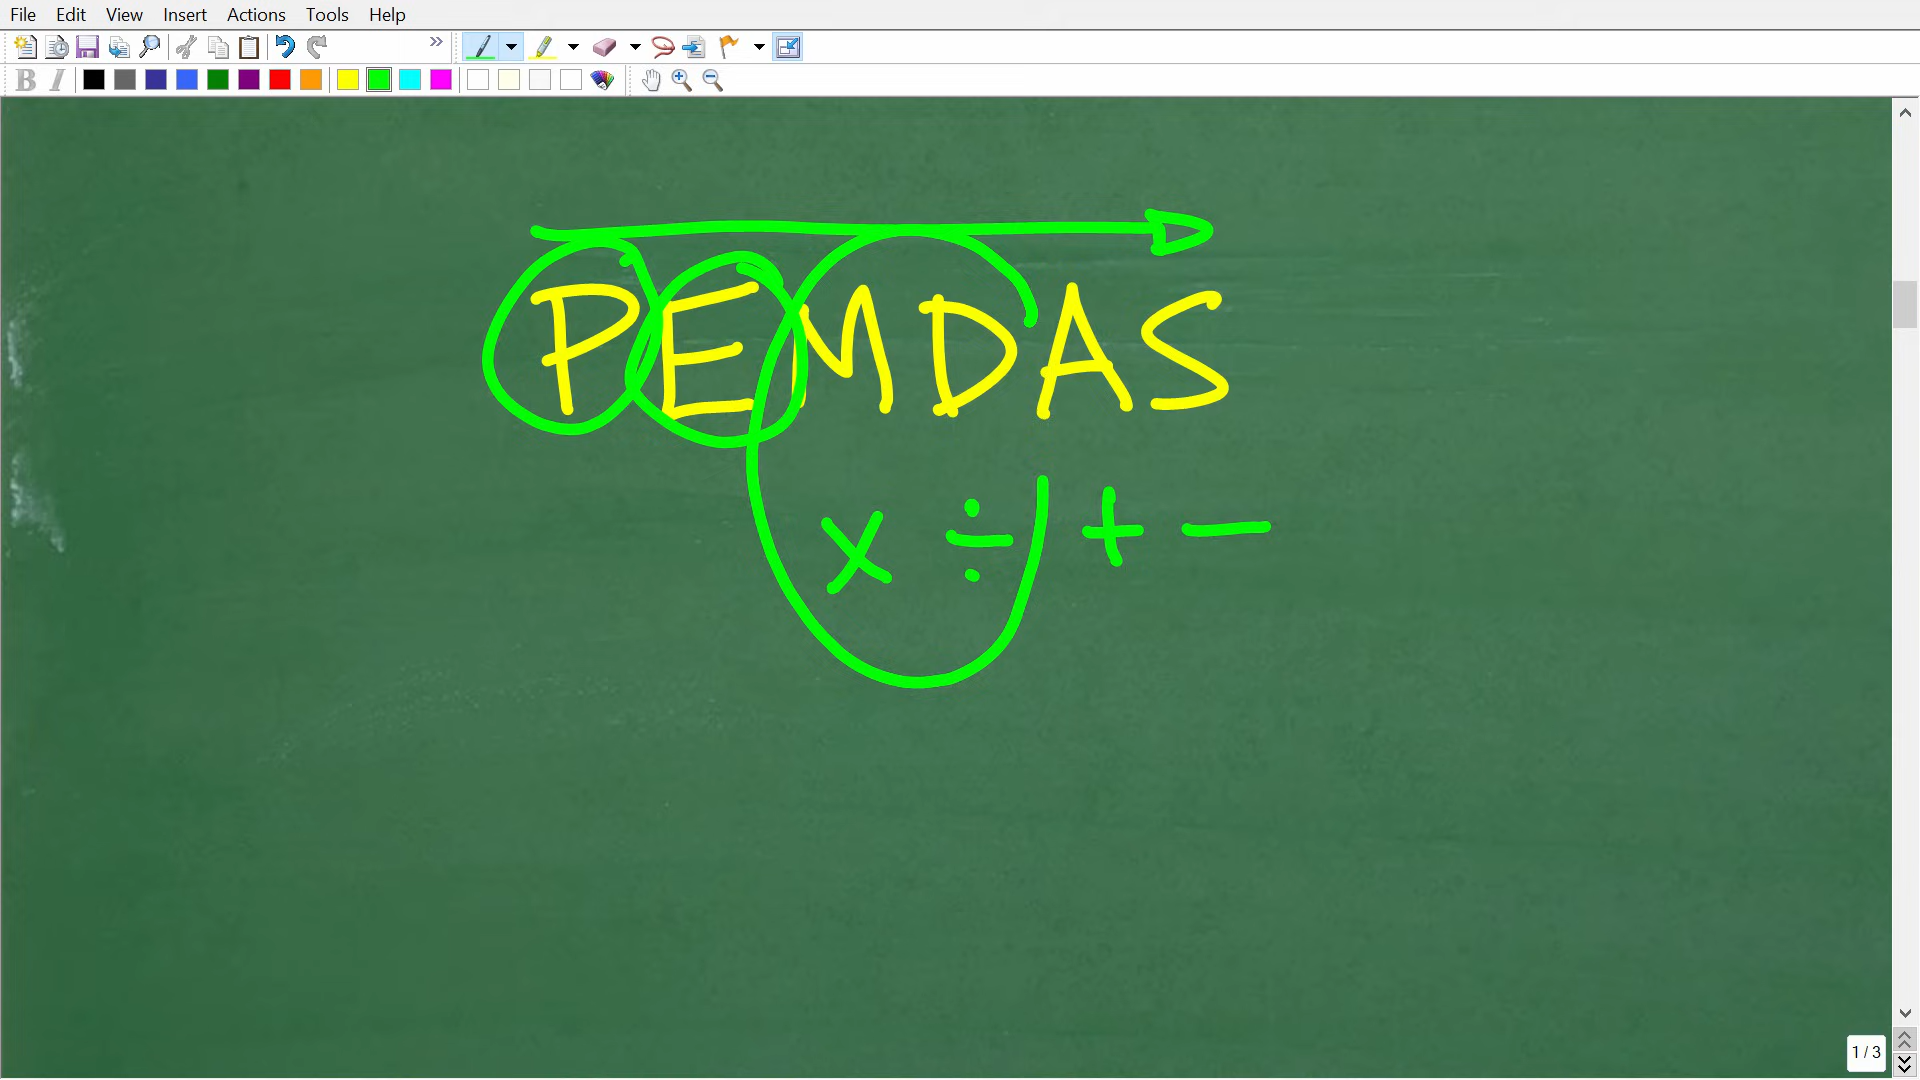 File Edit View Insert Actions Tools Help
B I
PEMDAS
× ÷ + −
1 / 3